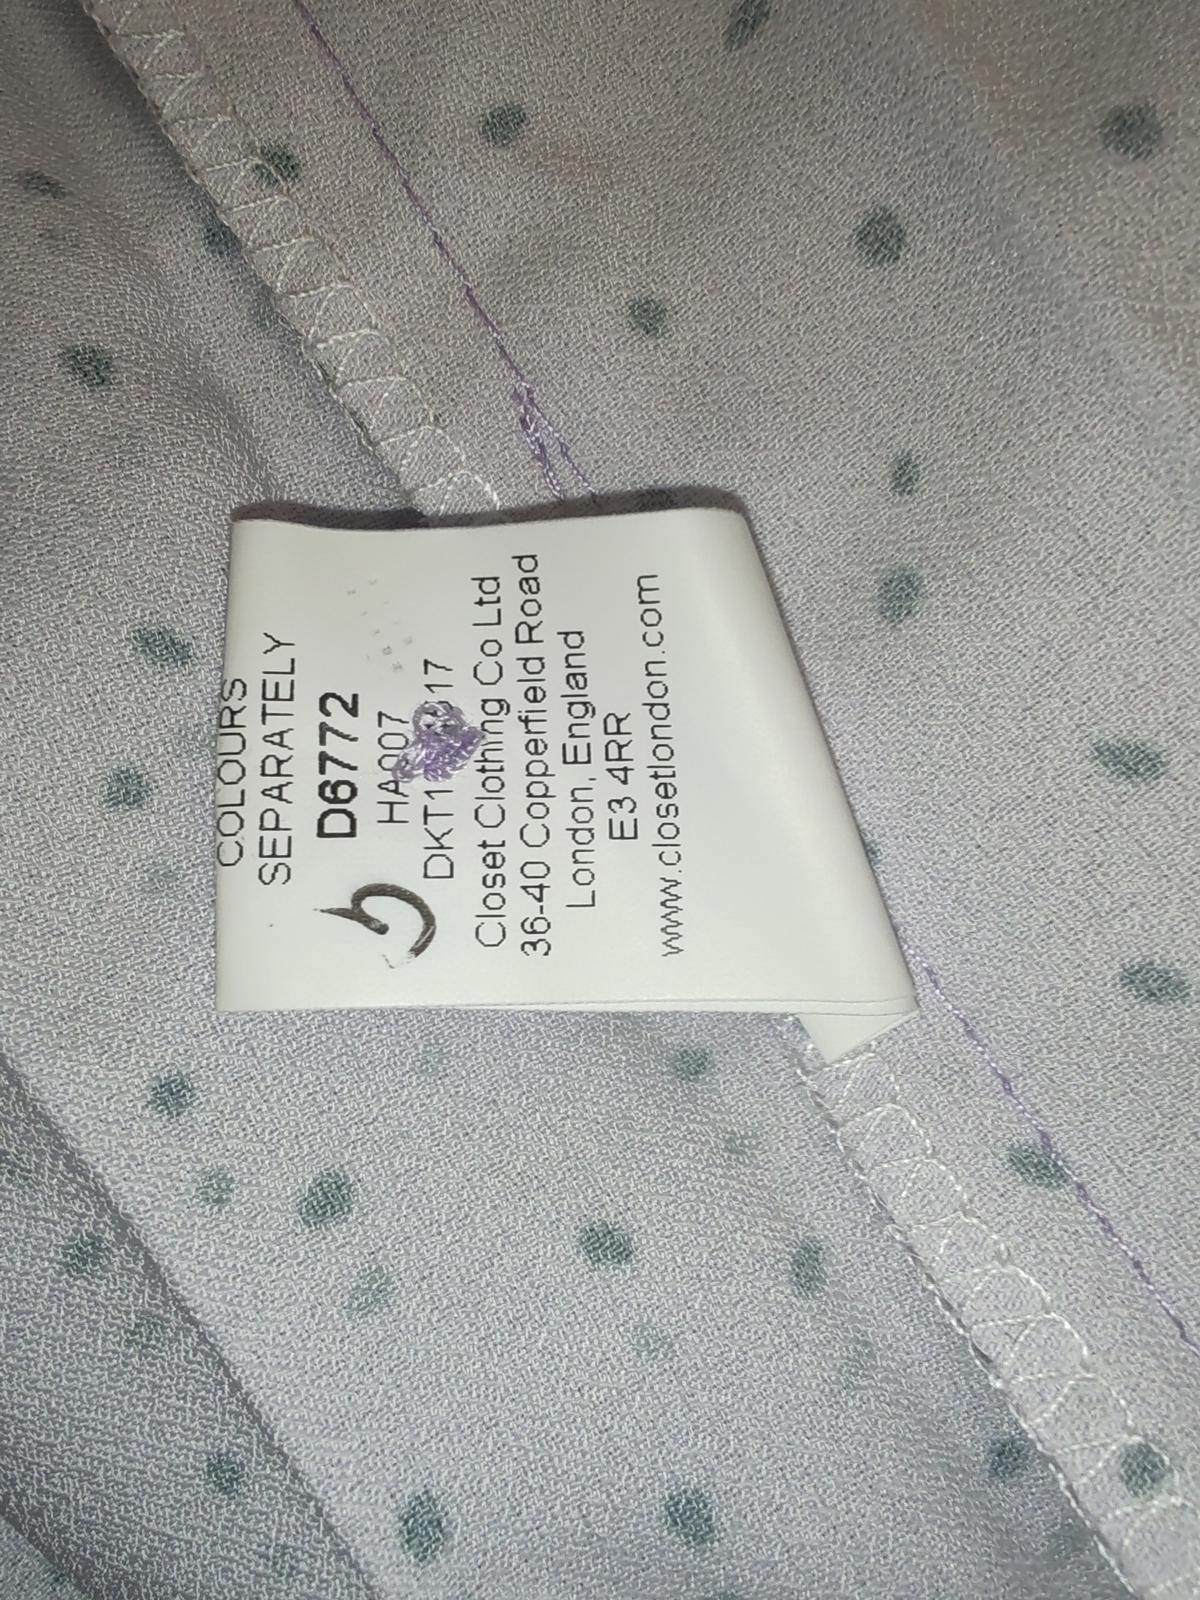 COLOURS
SEPARATELY
D6772
HA007
Closet Clothing Co Ltd
36-40 Copperfield Road
London, England
E3 4RR
www.closetlondon.com